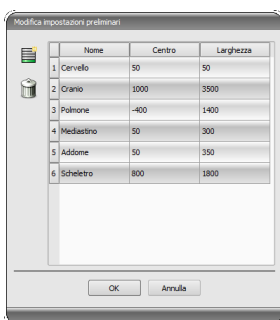 Modifica impostazioni preliminari
Nome Centro Larghezza
1 Cervello 50 50
2 Cranio 1000 3500
3 Polmone -400 1400
4 Mediastino 50 300
5 Addome 50 350
6 Scheletro 800 1800
OK Annulla